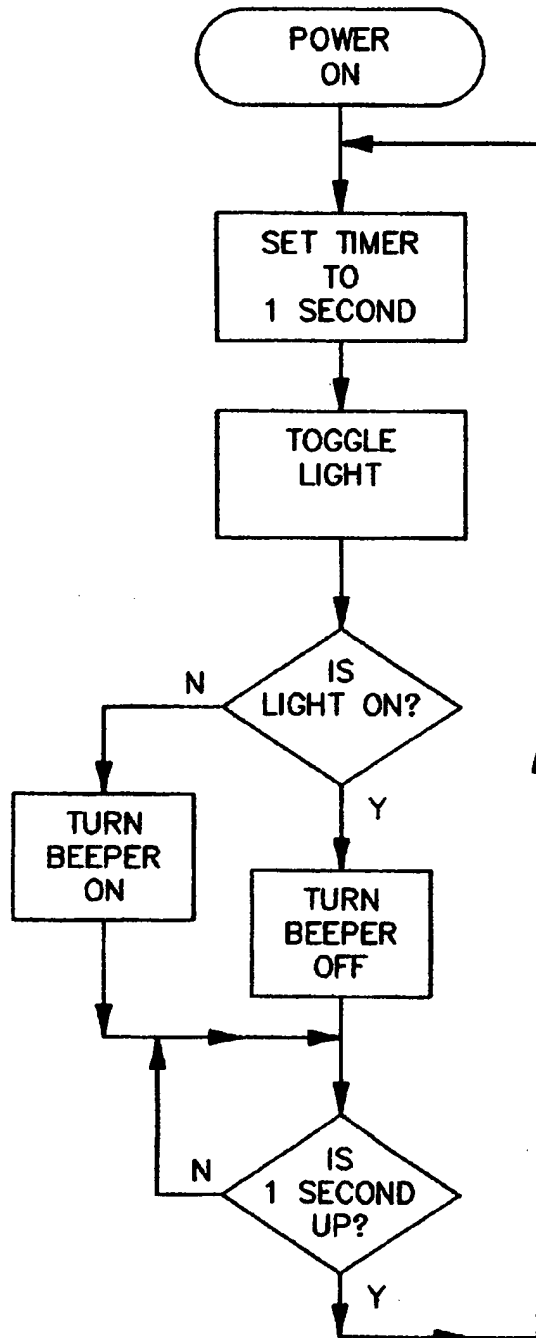 POWER
ON
SET TIMER
TO
1 SECOND
TOGGLE
LIGHT
IS
LIGHT ON?
N
Y
TURN
BEEPER
ON
TURN
BEEPER
OFF
IS
1 SECOND
UP?
N
Y